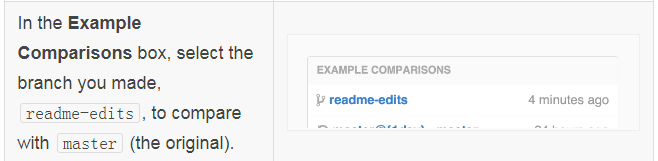 In the Example
Comparisons box, select the
branch you made,
readme-edits, to compare
with master (the original).
EXAMPLE COMPARISONS
readme-edits 4 minutes ago